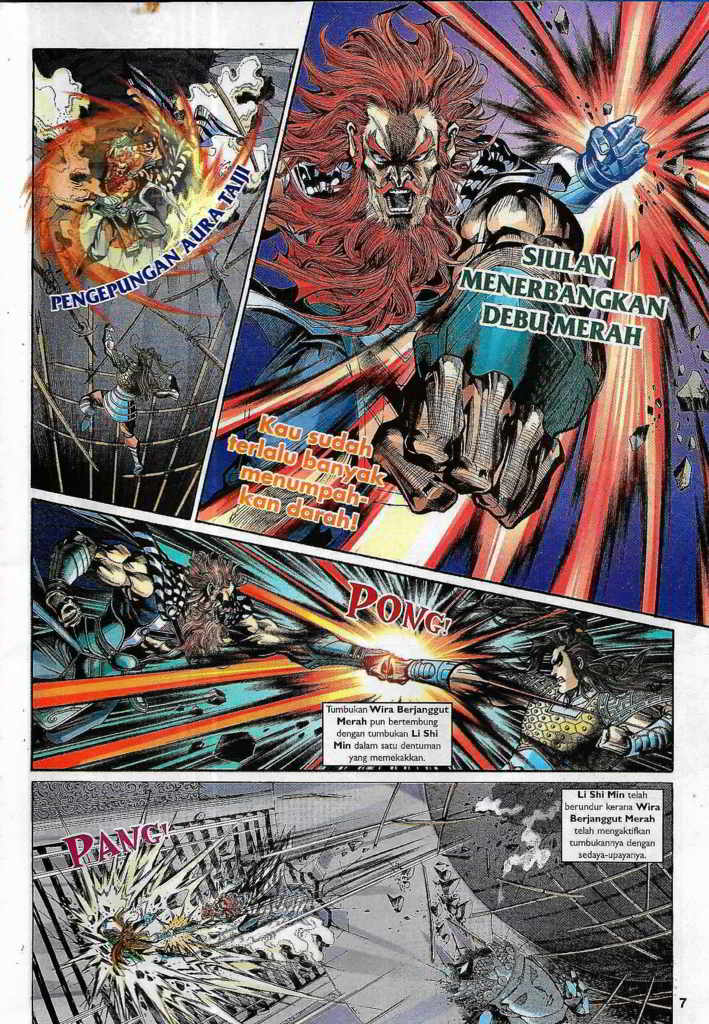 PENGEPUNGAN AURA TAIJI
SIULAN
MENERBANGKAN
DEBU MERAH
Kau sudah
terlalu banyak
menumpah-
kan darah!
PONG!
Tumbukan Wira Berjanggut
Merah pun bertembung
dengan tumbukan Li Shi
Min dalam satu dentuman
yang memekakkan.
Li Shi Min telah
berundur kerana Wira
Berjanggut Merah
telah mengaktifkan
tumbukannya dengan
sedaya-upayanya.
PANG!
7